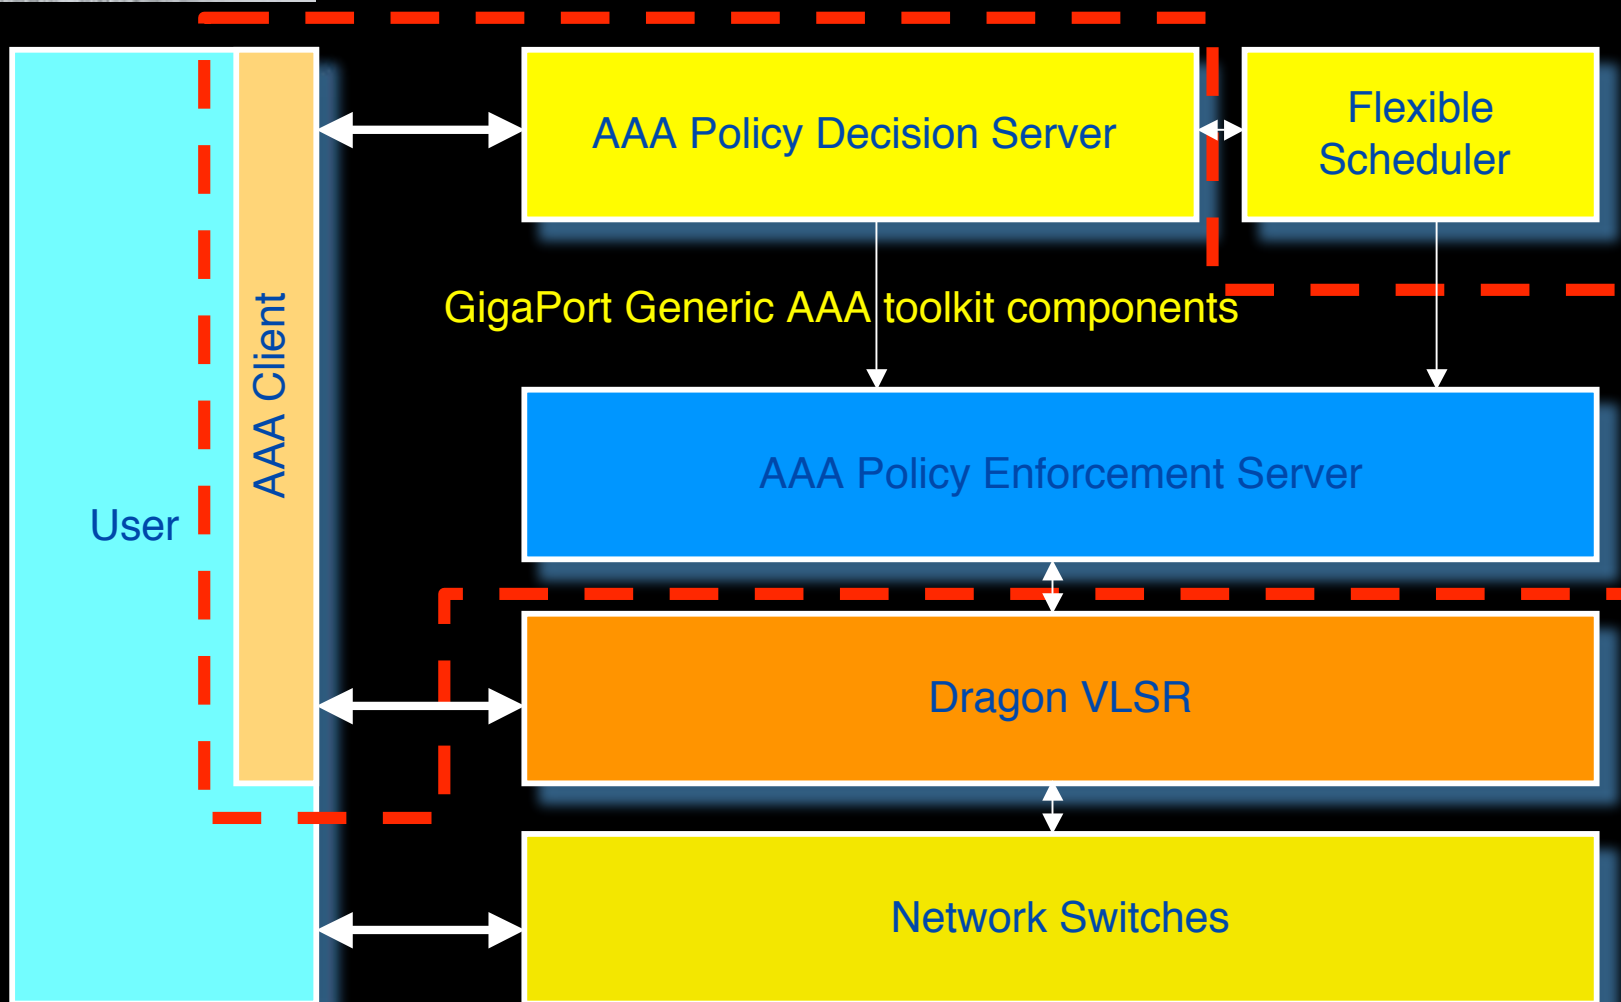 AAA Policy Decision Server
Flexible
Scheduler
GigaPort Generic AAA toolkit components
AAA Client
AAA Policy Enforcement Server
User
Dragon VLSR
Network Switches